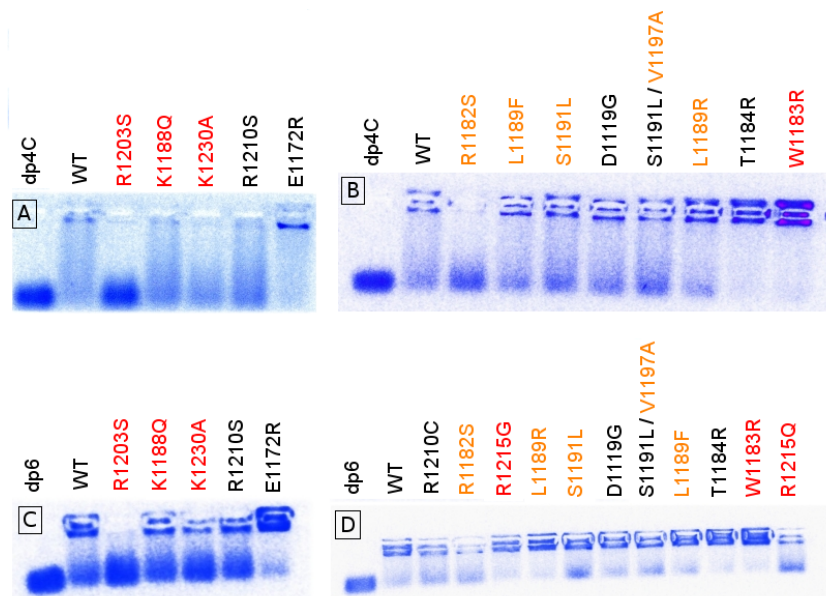 dp4C
WT
R1203S
K1188Q
K1230A
R1210S
E1172R
A
dp4C
WT
R1182S
L1189F
S1191L
D1119G
S1191L / V1197A
L1189R
T1184R
W1183R
B
dp6
WT
R1203S
K1188Q
K1230A
R1210S
E1172R
C
dp6
WT
R1210C
R1182S
R1215G
L1189R
S1191L
D1119G
S1191L / V1197A
L1189F
T1184R
W1183R
R1215Q
D